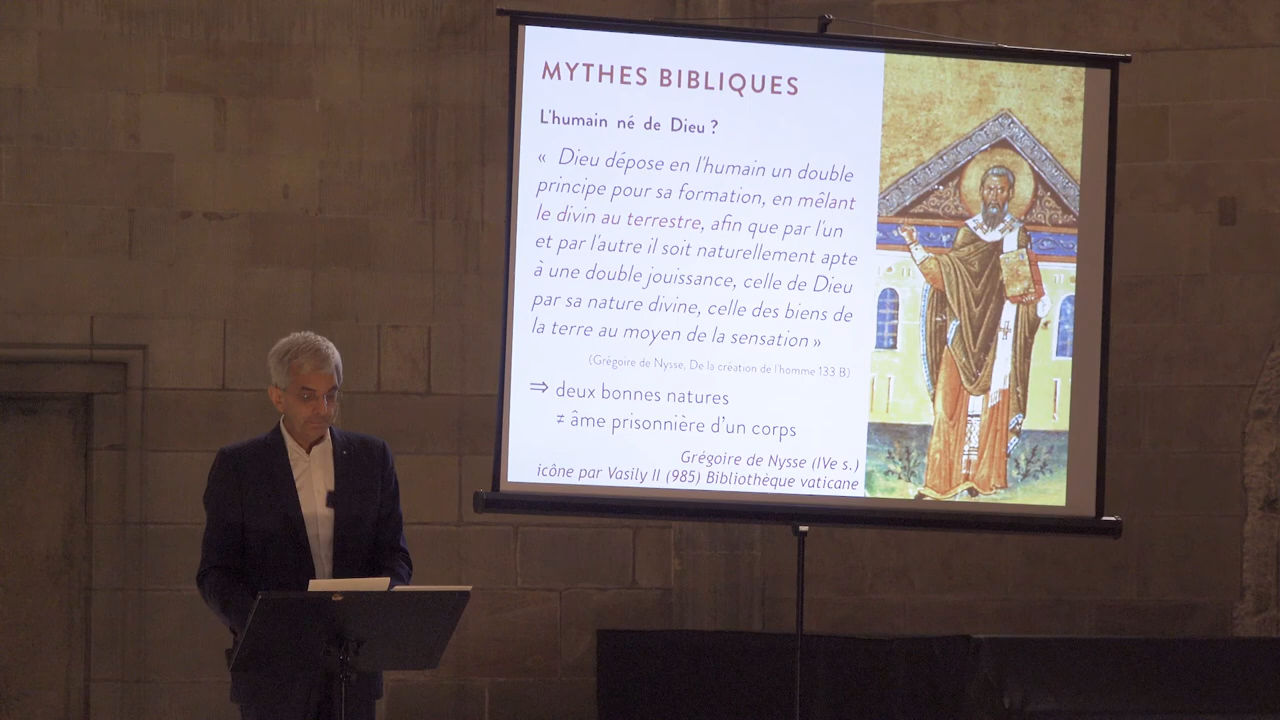 MYTHES BIBLIQUES
L'humain né de Dieu ?
« Dieu dépose en l'humain un double
principe pour sa formation, en mêlant
le divin au terrestre, afin que par l'un
et par l'autre il soit naturellement apte
à une double jouissance, celle de Dieu
par sa nature divine, celle des biens de
la terre au moyen de la sensation »
(Grégoire de Nysse, De la création de l'homme 133 B)
⇒ deux bonnes natures
≠ âme prisonnière d'un corps
Grégoire de Nysse (IVe s.)
icône par Vasily II (985) Bibliothèque vaticane